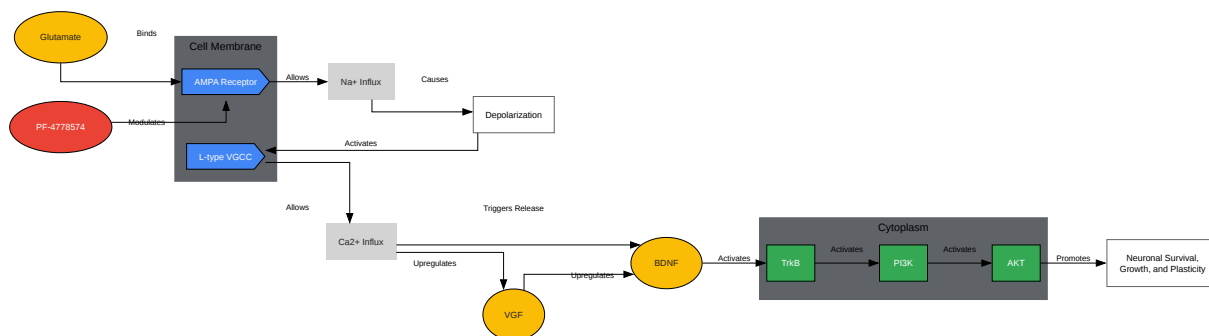 Glutamate
Binds
Cell Membrane
AMPA Receptor
Allows
Na+ Influx
Causes
PF-4778574
Modulates
Depolarization
Activates
L-type VGCC
Allows
Triggers Release
Ca2+ Influx
Upregulates
VGF
Upregulates
BDNF
Activates
Cytoplasm
TrkB
Activates
PI3K
Activates
AKT
Promotes
Neuronal Survival,
Growth, and Plasticity